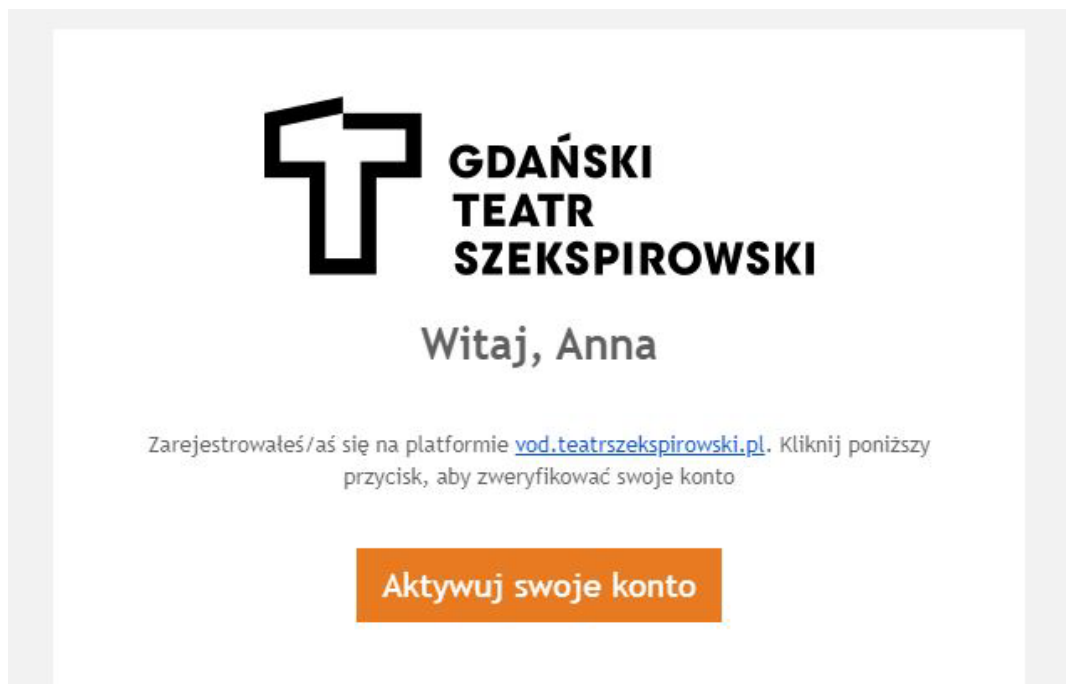 GDAŃSKI
TEATR
SZEKSPIROWSKI
Witaj, Anna
Zarejestrowałeś/aś się na platformie vod.teatrszekspirowski.pl. Kliknij poniższy
przycisk, aby zweryfikować swoje konto
Aktywuj swoje konto